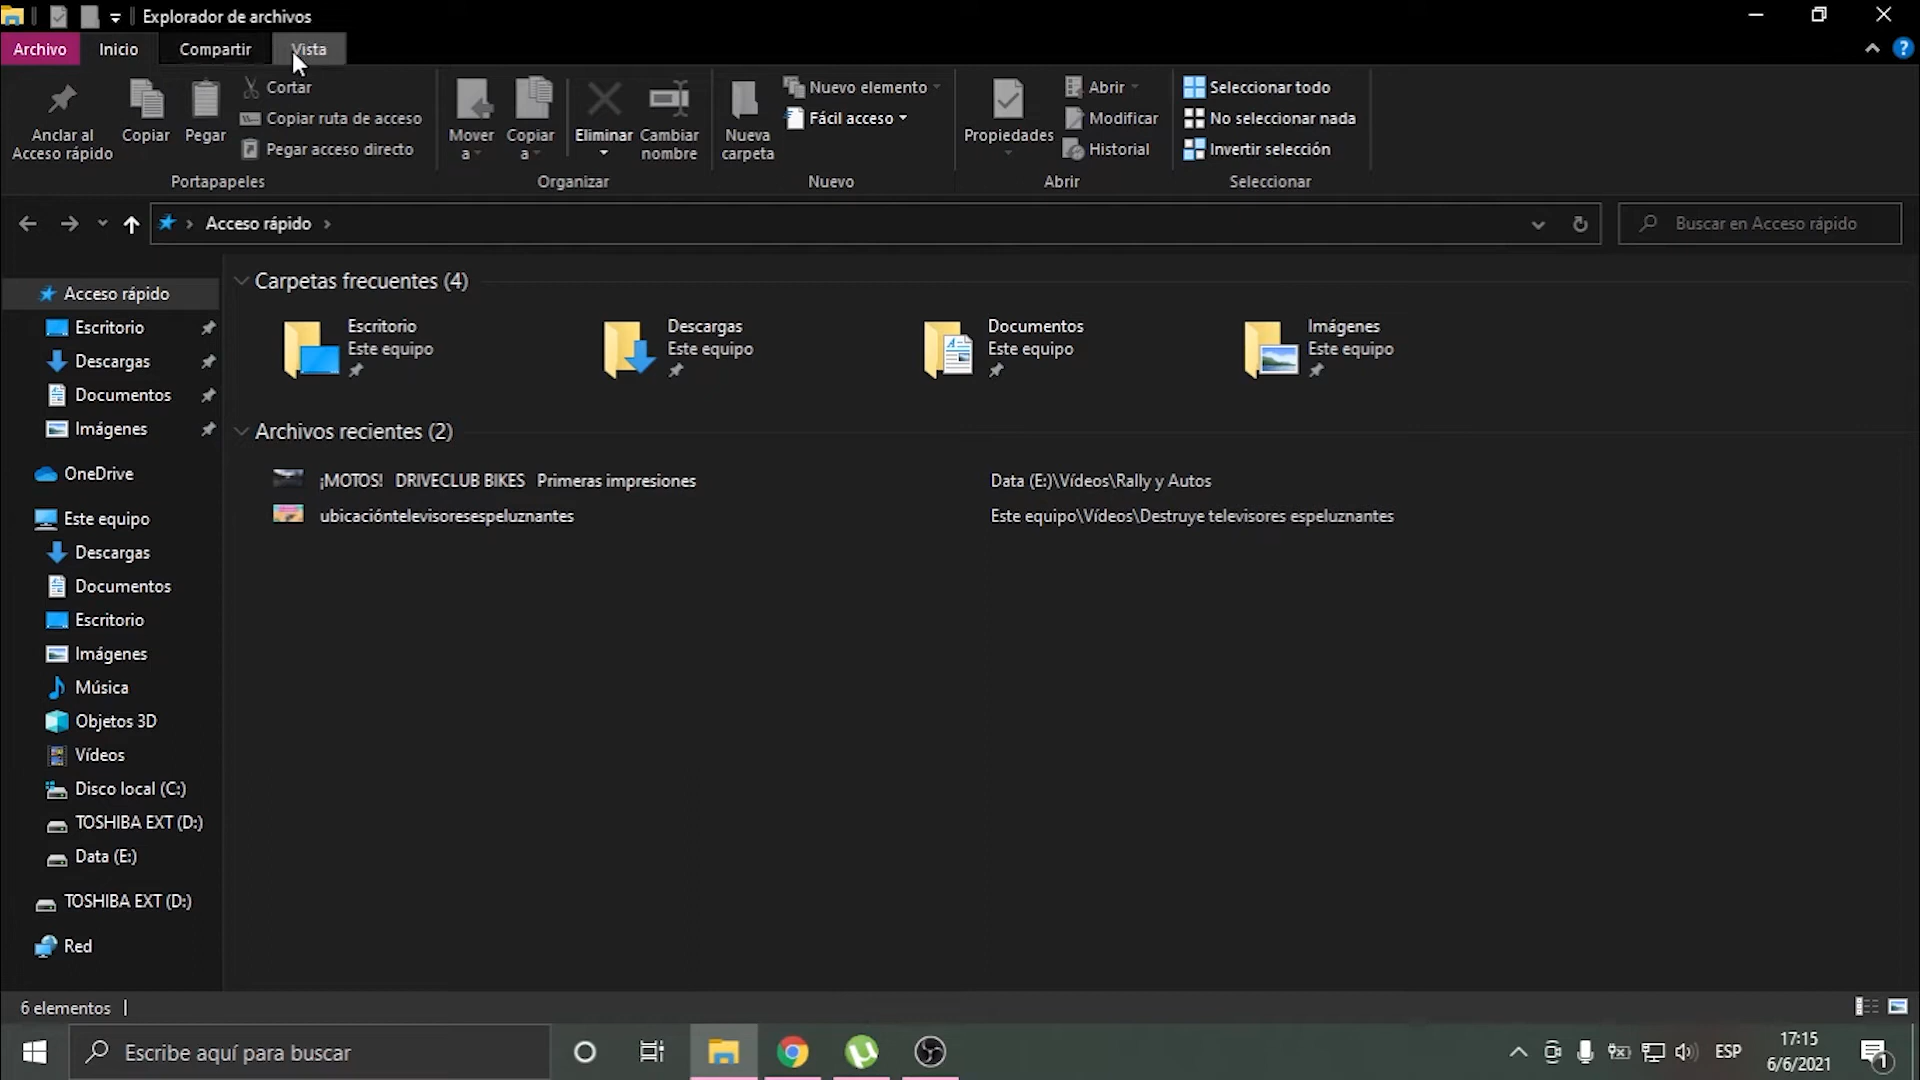 Explorador de archivos
Archivo Inicio Compartir Vista
Anclar al
Acceso rápido
Copiar
Pegar
Cortar
Copiar ruta de acceso
Pegar acceso directo
Portapapeles
Mover
a
Copiar
a
Eliminar
Cambiar
nombre
Organizar
Nueva
carpeta
Nuevo elemento
Fácil acceso
Nuevo
Propiedades
Abrir
Modificar
Historial
Abrir
Seleccionar todo
No seleccionar nada
Invertir selección
Seleccionar
Acceso rápido
Buscar en Acceso rápido
Acceso rápido
Escritorio
Descargas
Documentos
Imágenes
OneDrive
Este equipo
Descargas
Documentos
Escritorio
Imágenes
Música
Objetos 3D
Vídeos
Disco local (C:)
TOSHIBA EXT (D:)
Data (E:)
TOSHIBA EXT (D:)
Red
Carpetas frecuentes (4)
Escritorio
Este equipo
Descargas
Este equipo
Documentos
Este equipo
Imágenes
Este equipo
Archivos recientes (2)
¡MOTOS! DRIVECLUB BIKES Primeras impresiones Data (E:)\Vídeos\Rally y Autos
ubicacióntelevisoresespeluznantes Este equipo\Vídeos\Destruye televisores espeluznantes
6 elementos
Escribe aquí para buscar
ESP
17:15
6/6/2021
1